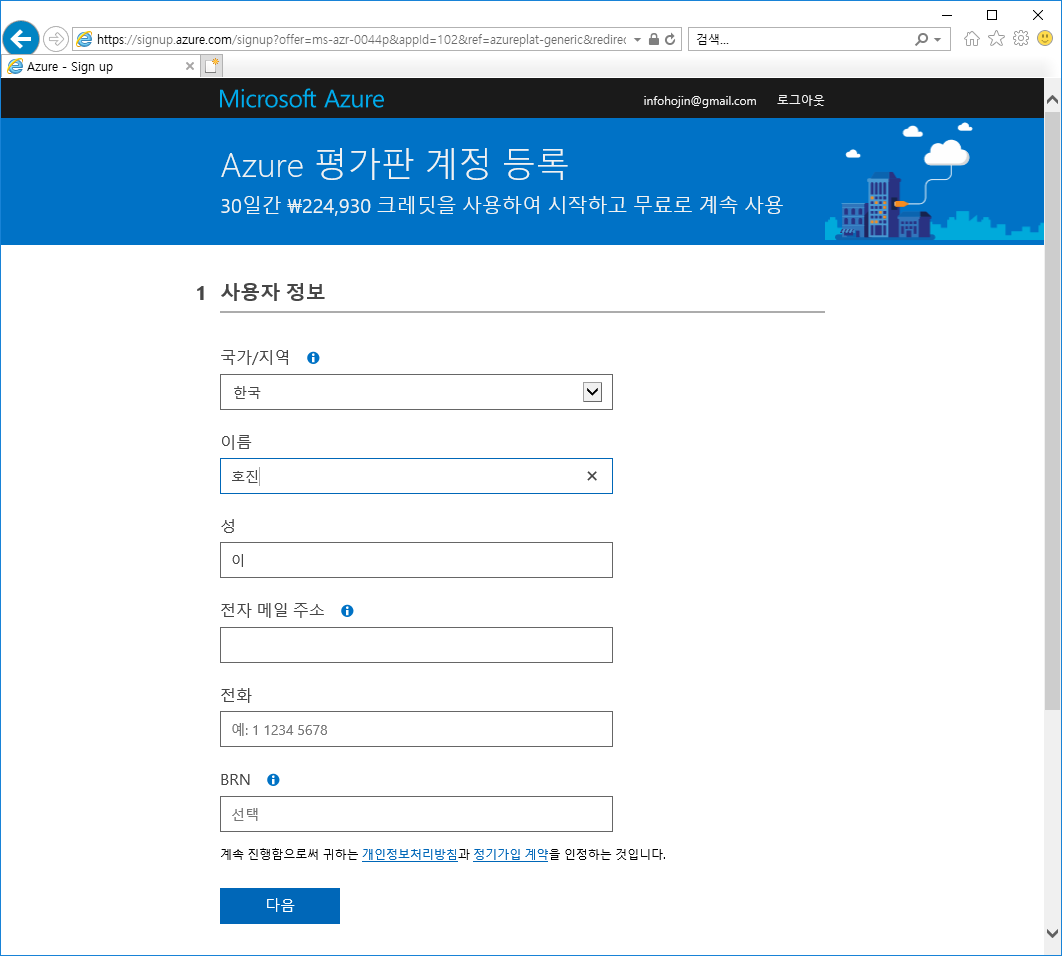 https://signup.azure.com/signup?offer=ms-azr-0044p&appId=102&ref=azureplat-generic&redirec
검색...
Azure - Sign up
Microsoft Azure
infohojin@gmail.com 로그아웃
Azure 평가판 계정 등록
30일간 ₩224,930 크레딧을 사용하여 시작하고 무료로 계속 사용
1 사용자 정보
국가/지역
한국
이름
호진
성
이
전자 메일 주소
전화
예: 1 1234 5678
BRN
선택
계속 진행함으로써 귀하는 개인정보처리방침과 정기가입 계약을 인정하는 것입니다.
다음